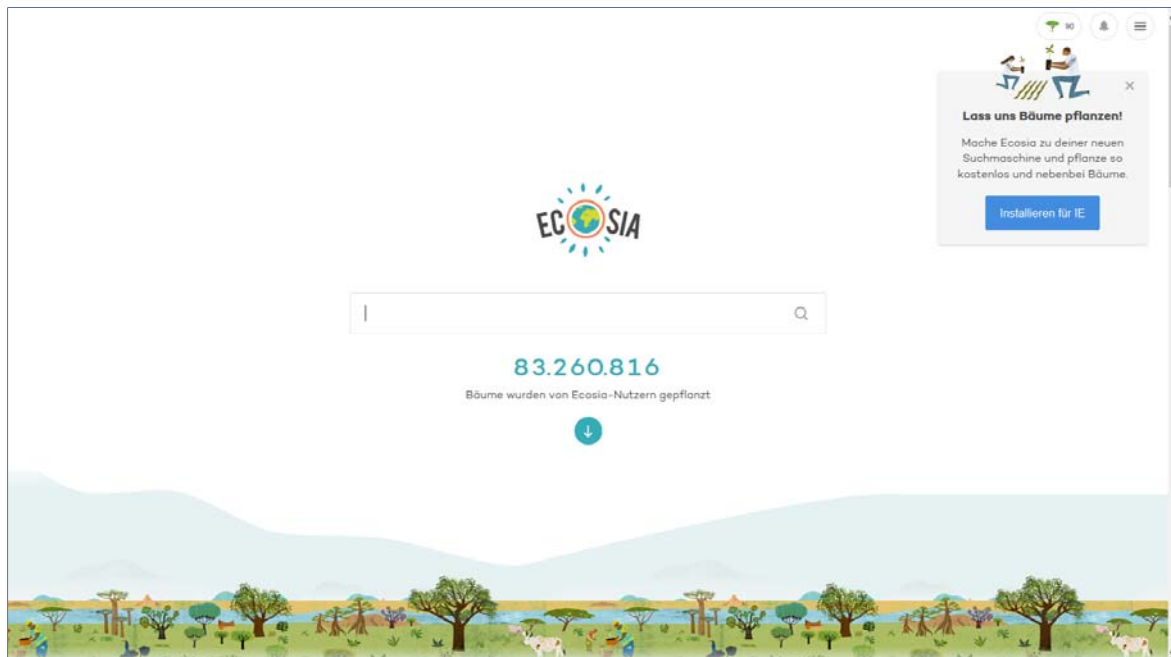 90
Lass uns Bäume pflanzen!
Mache Ecosia zu deiner neuen
Suchmaschine und pflanze so
kostenlos und nebenbei Bäume.
Installieren für IE
ECOSIA
83.260.816
Bäume wurden von Ecosia-Nutzern gepflanzt